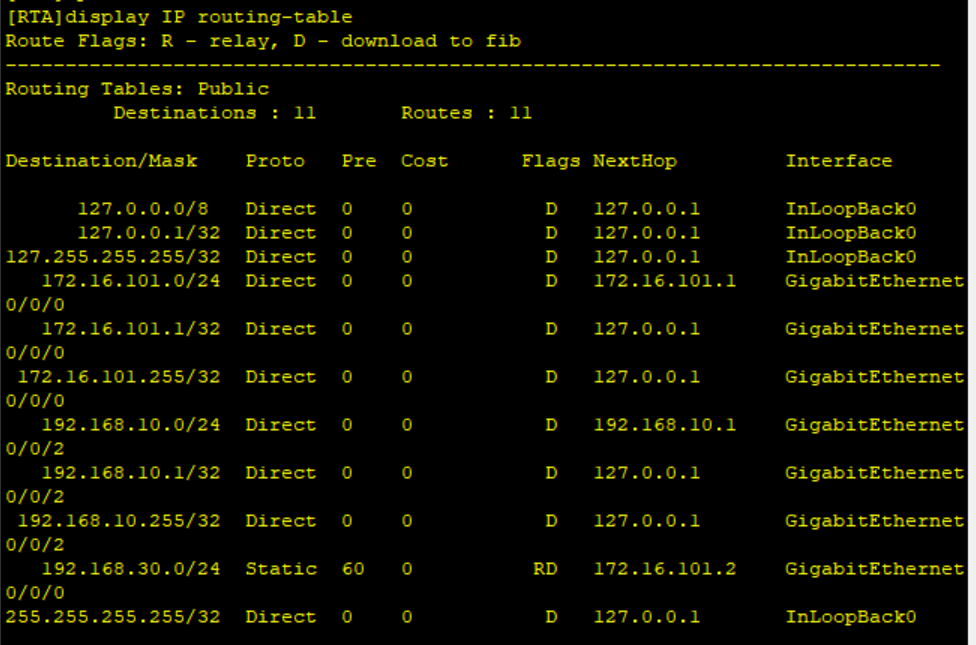 [RTA]display IP routing-table
Route Flags: R - relay, D - download to fib
------------------------------------------------------------------------------
Routing Tables: Public
         Destinations : 11       Routes : 11

Destination/Mask    Proto   Pre  Cost      Flags NextHop         Interface

      127.0.0.0/8   Direct  0    0           D   127.0.0.1       InLoopBack0
      127.0.0.1/32  Direct  0    0           D   127.0.0.1       InLoopBack0
127.255.255.255/32  Direct  0    0           D   127.0.0.1       InLoopBack0
   172.16.101.0/24  Direct  0    0           D   172.16.101.1    GigabitEthernet
0/0/0
   172.16.101.1/32  Direct  0    0           D   127.0.0.1       GigabitEthernet
0/0/0
 172.16.101.255/32  Direct  0    0           D   127.0.0.1       GigabitEthernet
0/0/0
   192.168.10.0/24  Direct  0    0           D   192.168.10.1    GigabitEthernet
0/0/2
   192.168.10.1/32  Direct  0    0           D   127.0.0.1       GigabitEthernet
0/0/2
 192.168.10.255/32  Direct  0    0           D   127.0.0.1       GigabitEthernet
0/0/2
   192.168.30.0/24  Static  60   0          RD   172.16.101.2    GigabitEthernet
0/0/0
255.255.255.255/32  Direct  0    0           D   127.0.0.1       InLoopBack0